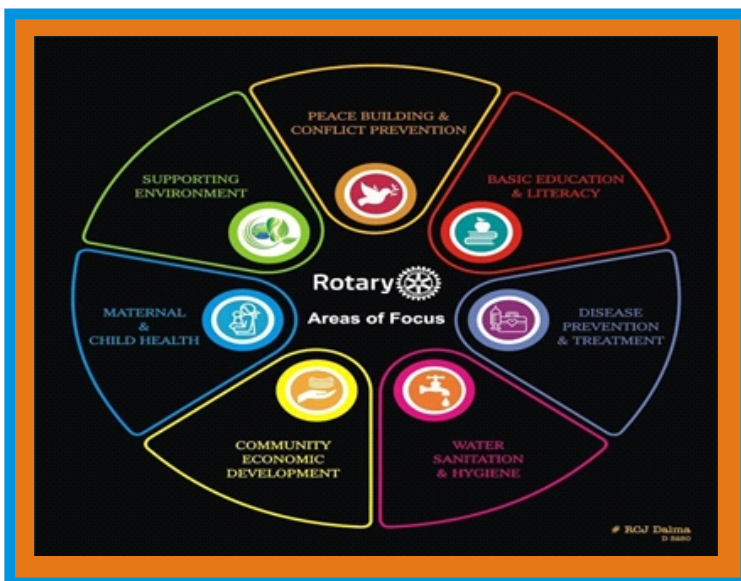 PEACE BUILDING &
CONFLICT PREVENTION
BASIC EDUCATION
& LITERACY
DISEASE
PREVENTION
& TREATMENT
WATER
SANITATION
& HYGIENE
COMMUNITY
ECONOMIC
DEVELOPMENT
MATERNAL
&
CHILD HEALTH
SUPPORTING
ENVIRONMENT
Rotary
Areas of Focus
# RCJ Dalma